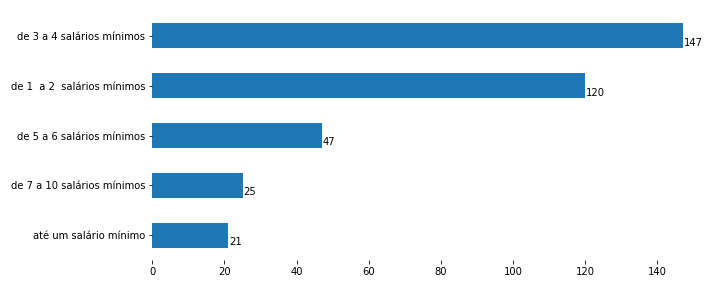 de 3 a 4 salários mínimos
147
de 1  a 2  salários mínimos
120
de 5 a 6 salários mínimos
47
de 7 a 10 salários mínimos
25
até um salário mínimo
21
0 20 40 60 80 100 120 140